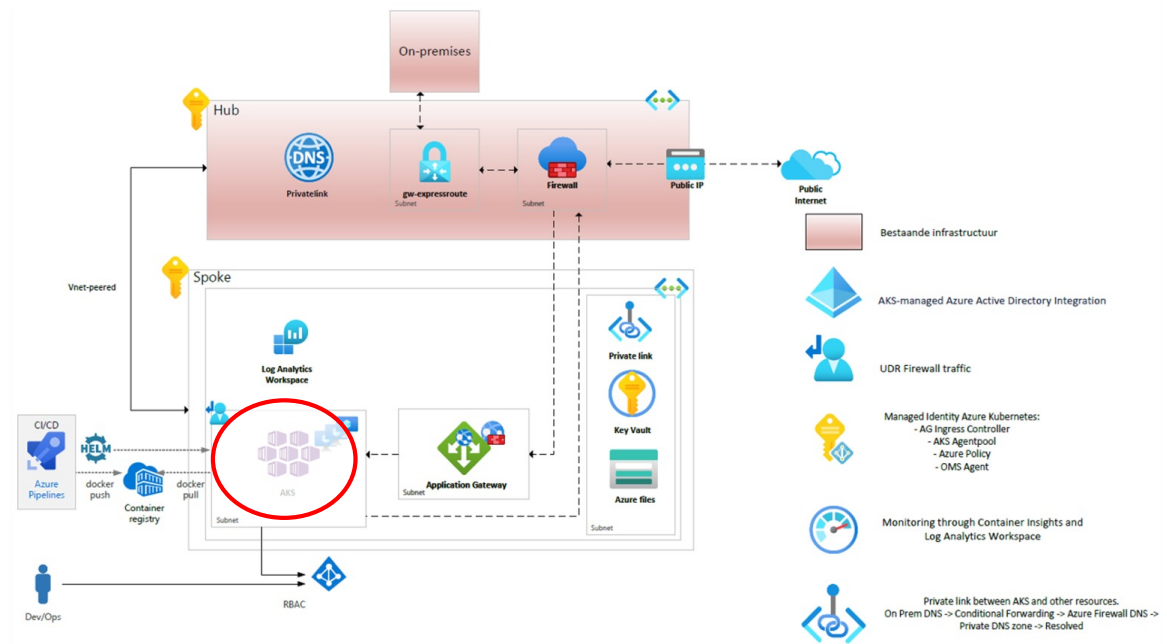 On-premises
Hub
DNS
Privatelink
gw-expressroute
Subnet
Firewall
Subnet
Public IP
Public
Internet
Bestaande infrastructuur
Vnet-peered
Spoke
AKS-managed Azure Active Directory Integration
Log Analytics
Workspace
Private link
UDR Firewall traffic
Key Vault
Managed Identity Azure Kubernetes:
- AG Ingress Controller
- AKS Agentpool
- Azure Policy
- OMS Agent
CI/CD
HELM
Azure
Pipelines
docker
push
Container
registry
docker
pull
AKS
Subnet
Application Gateway
Subnet
Azure files
Subnet
Monitoring through Container Insights and
Log Analytics Workspace
RBAC
Dev/Ops
Private link between AKS and other resources.
On Prem DNS -> Conditional Forwarding -> Azure Firewall DNS ->
Private DNS zone -> Resolved